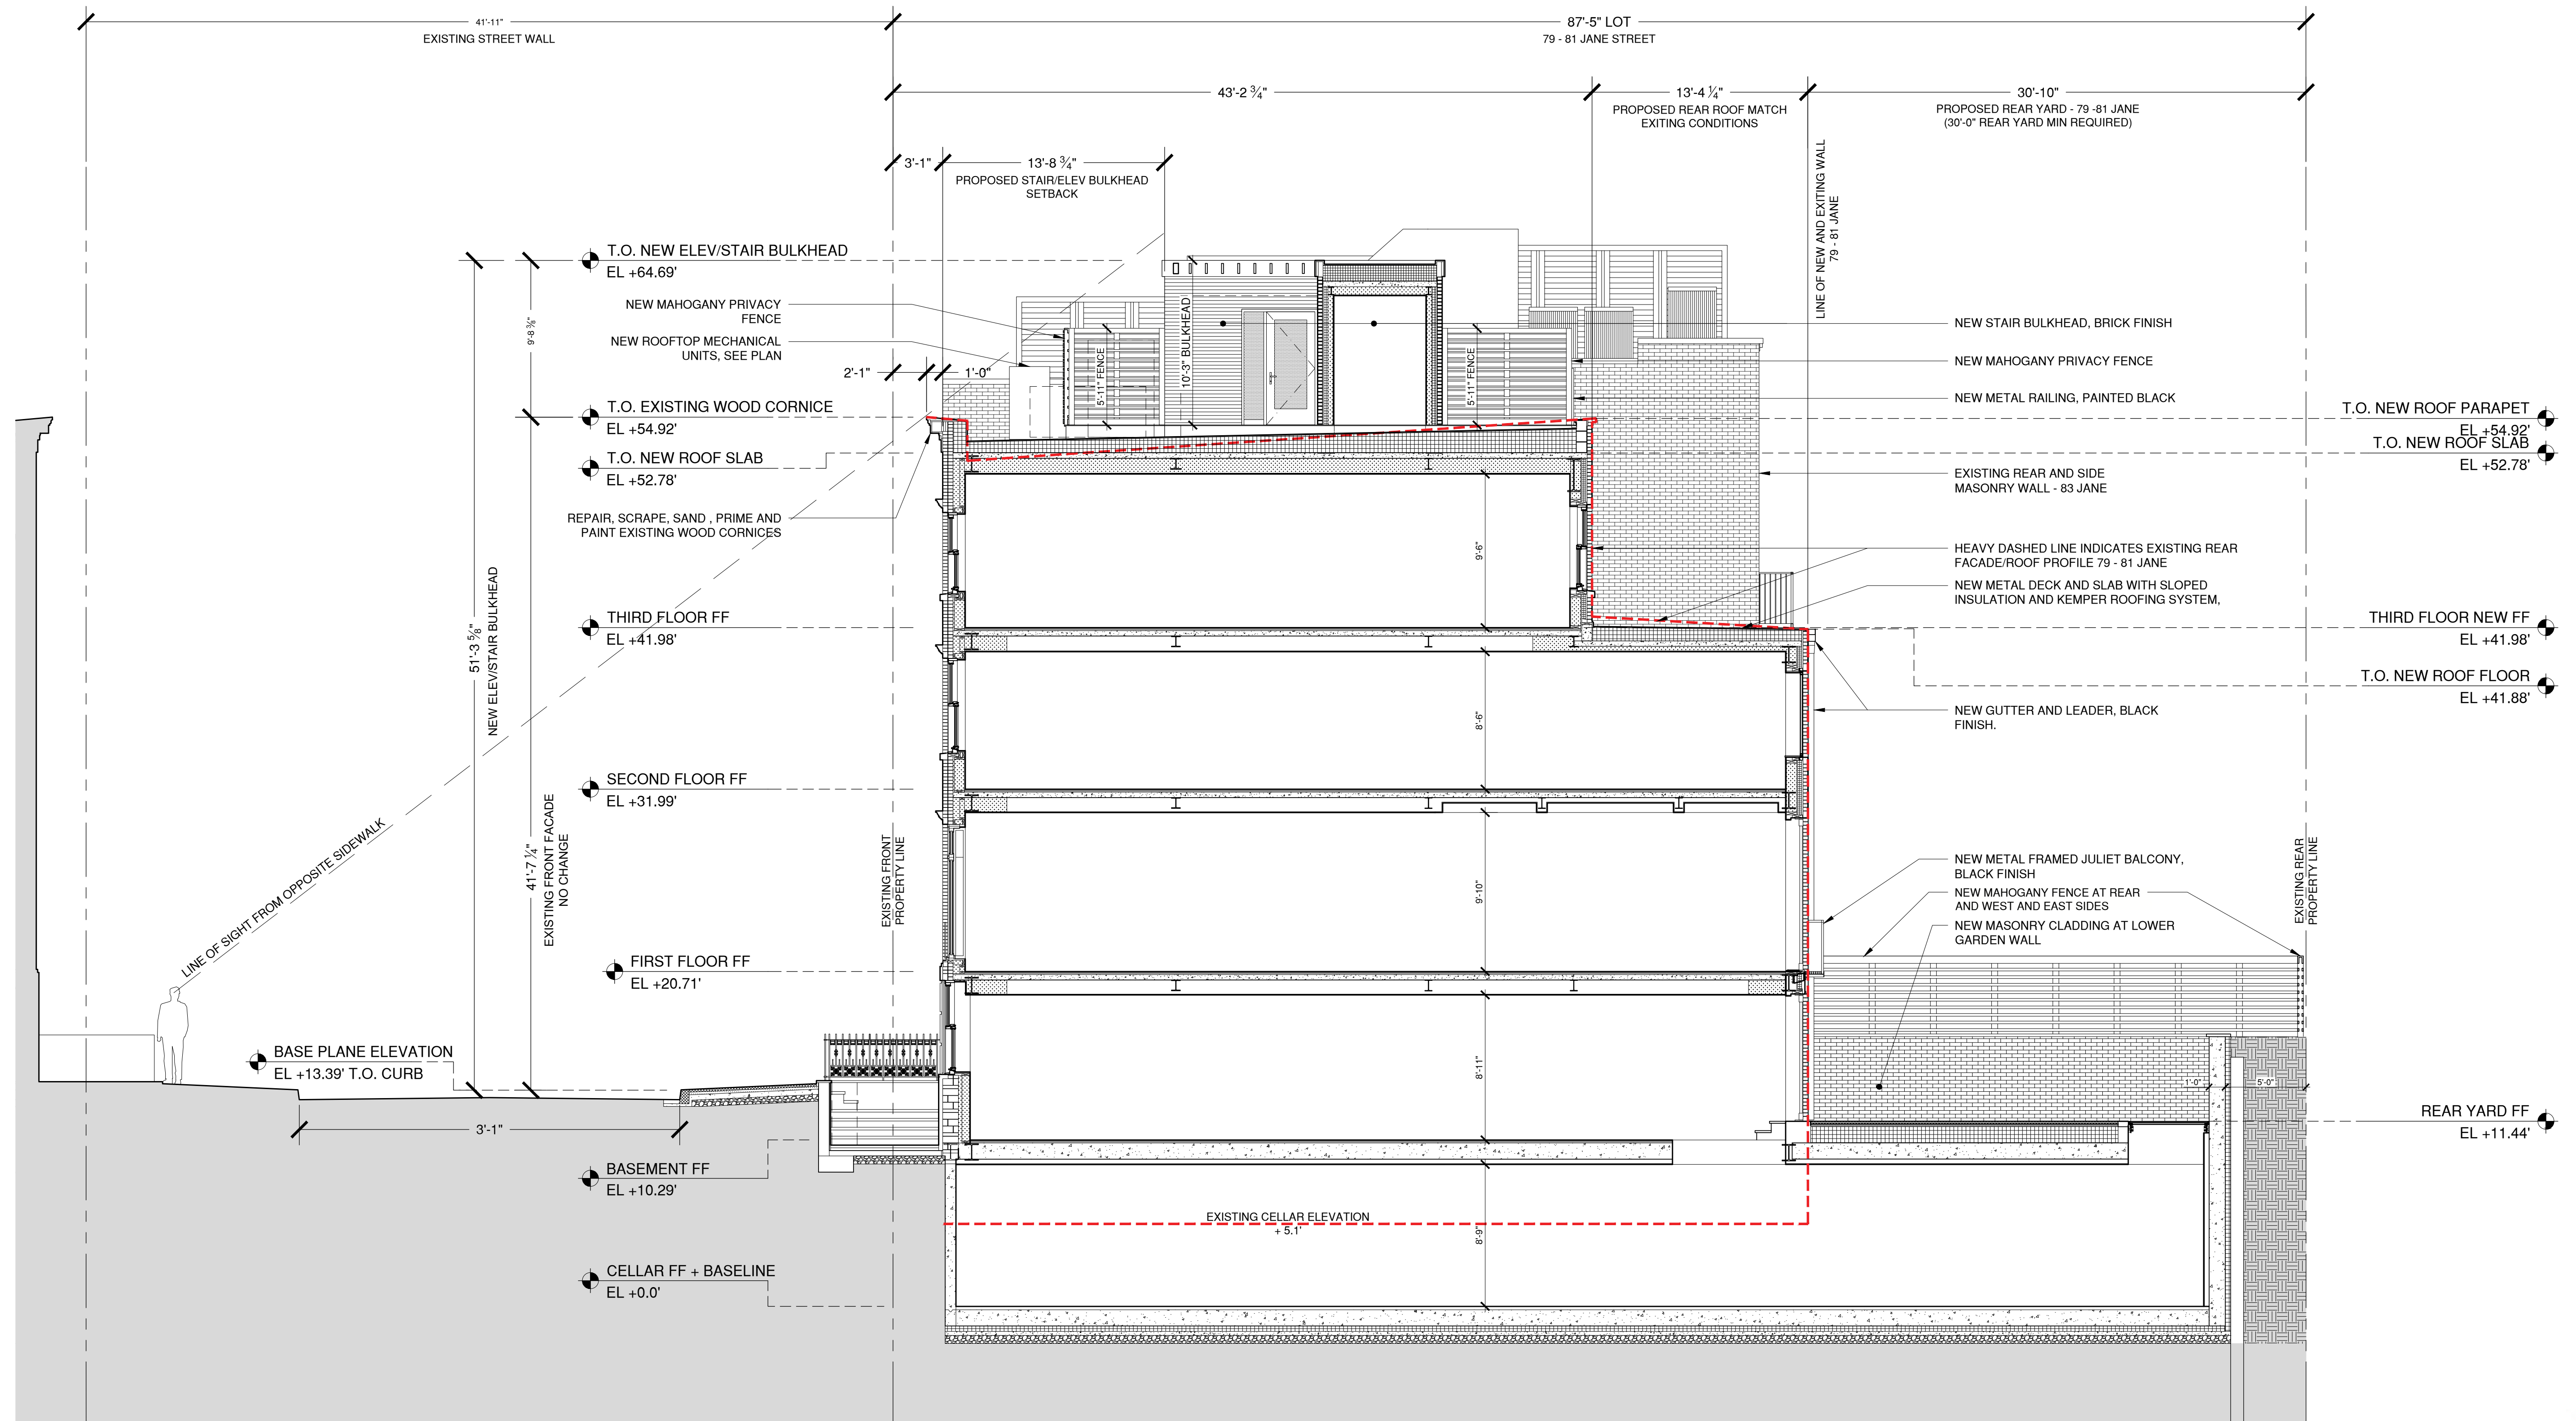 41'-11"
EXISTING STREET WALL
87'-5" LOT
79 - 81 JANE STREET
43'-2 3⁄4"
13'-4 1⁄4"
PROPOSED REAR ROOF MATCH
EXITING CONDITIONS
30'-10"
PROPOSED REAR YARD - 79 -81 JANE
(30'-0" REAR YARD MIN REQUIRED)
3'-1"
13'-8 3⁄4"
PROPOSED STAIR/ELEV BULKHEAD
SETBACK
LINE OF NEW AND EXITING WALL
79 - 81 JANE
T.O. NEW ELEV/STAIR BULKHEAD
EL +64.69'
NEW MAHOGANY PRIVACY
FENCE
NEW ROOFTOP MECHANICAL
UNITS, SEE PLAN
9'-8 3⁄8"
2'-1"
1'-0"
5'-11" FENCE
10'-3" BULKHEAD
5'-11" FENCE
NEW STAIR BULKHEAD, BRICK FINISH
NEW MAHOGANY PRIVACY FENCE
NEW METAL RAILING, PAINTED BLACK
T.O. EXISTING WOOD CORNICE
EL +54.92'
T.O. NEW ROOF SLAB
EL +52.78'
T.O. NEW ROOF PARAPET
EL +54.92'
T.O. NEW ROOF SLAB
EL +52.78'
EXISTING REAR AND SIDE
MASONRY WALL - 83 JANE
REPAIR, SCRAPE, SAND , PRIME AND
PAINT EXISTING WOOD CORNICES
9'-6"
HEAVY DASHED LINE INDICATES EXISTING REAR
FACADE/ROOF PROFILE 79 - 81 JANE
NEW METAL DECK AND SLAB WITH SLOPED
INSULATION AND KEMPER ROOFING SYSTEM,
THIRD FLOOR FF
EL +41.98'
THIRD FLOOR NEW FF
EL +41.98'
T.O. NEW ROOF FLOOR
EL +41.88'
51'-3 5⁄8"
NEW ELEV/STAIR BULKHEAD
8'-6"
NEW GUTTER AND LEADER, BLACK
FINISH.
SECOND FLOOR FF
EL +31.99'
LINE OF SIGHT FROM OPPOSITE SIDEWALK
41'-7 1⁄4"
EXISTING FRONT FACADE
NO CHANGE
EXISTING FRONT
PROPERTY LINE
9'-10"
NEW METAL FRAMED JULIET BALCONY,
BLACK FINISH
NEW MAHOGANY FENCE AT REAR
AND WEST AND EAST SIDES
NEW MASONRY CLADDING AT LOWER
GARDEN WALL
EXISTING REAR
PROPERTY LINE
FIRST FLOOR FF
EL +20.71'
BASE PLANE ELEVATION
EL +13.39' T.O. CURB
8'-11"
1'-0"
5'-0"
3'-1"
REAR YARD FF
EL +11.44'
BASEMENT FF
EL +10.29'
EXISTING CELLAR ELEVATION
+ 5.1'
8'-9"
CELLAR FF + BASELINE
EL +0.0'